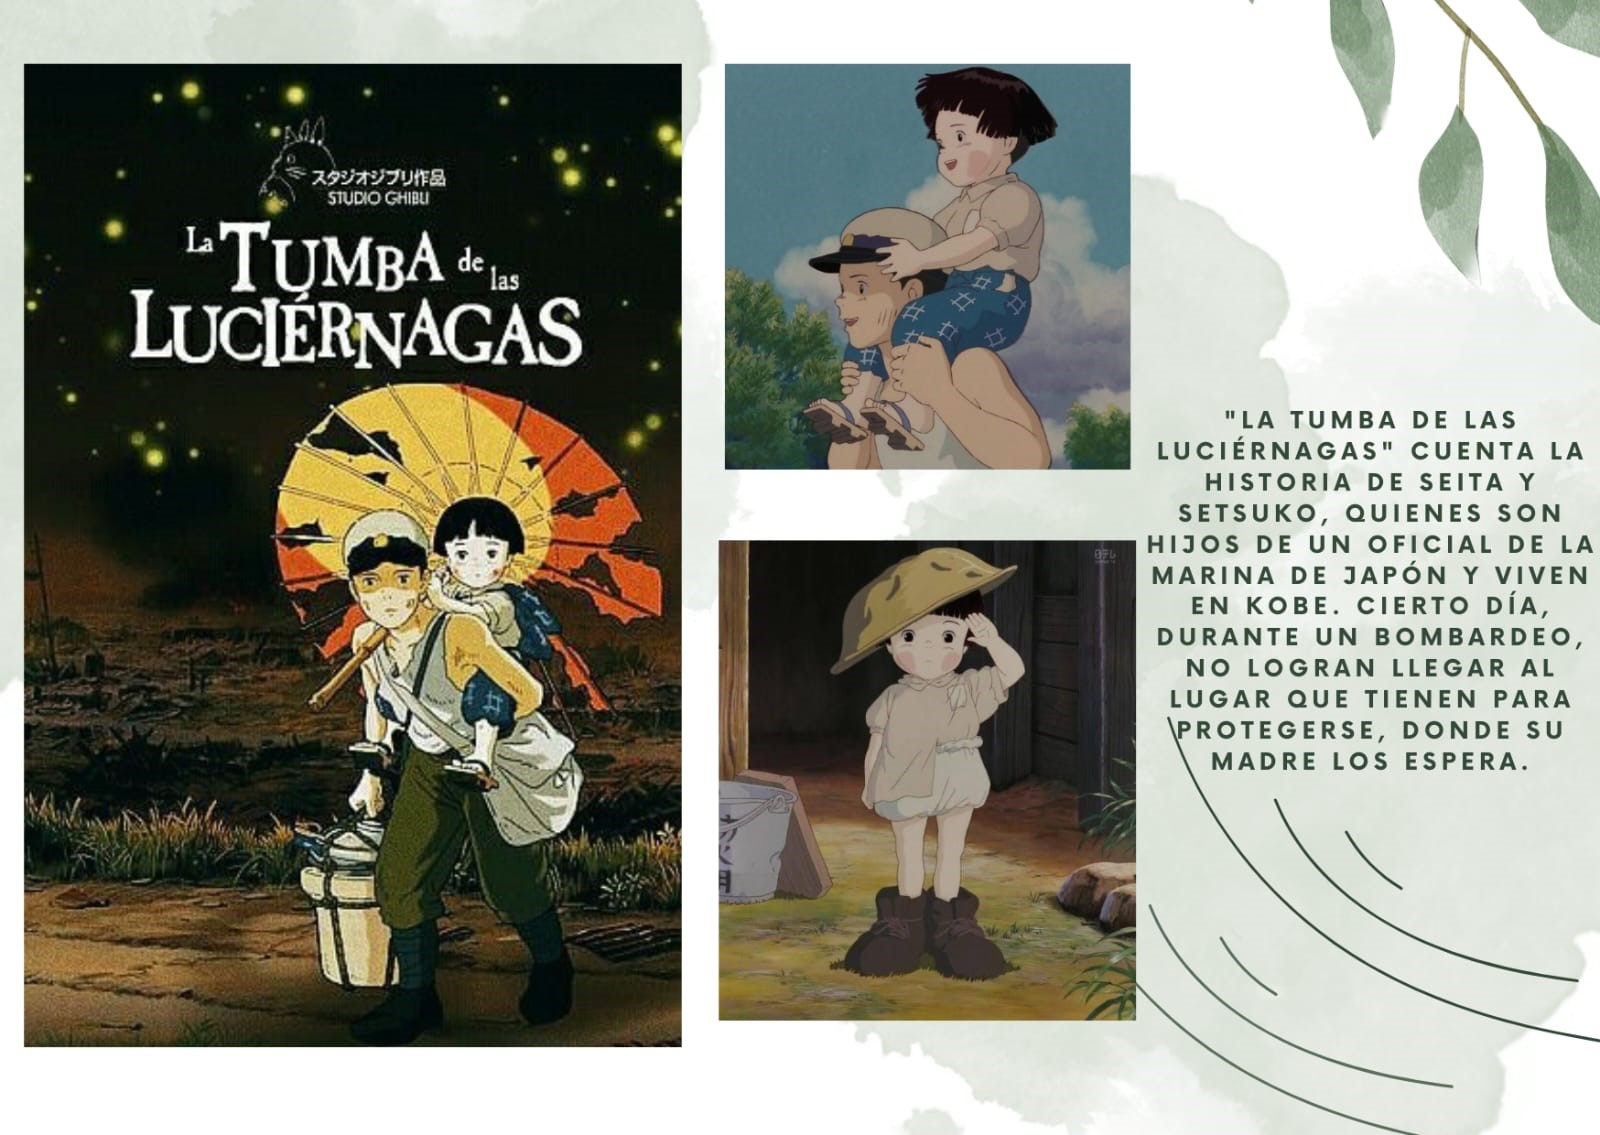 スタジオジブリ作品
STUDIO GHIBLI
La TUMBA de las
LUCIÉRNAGAS
日テレ
"LA TUMBA DE LAS
LUCIÉRNAGAS" CUENTA LA
HISTORIA DE SEITA Y
SETSUKO, QUIENES SON
HIJOS DE UN OFICIAL DE LA
MARINA DE JAPÓN Y VIVEN
EN KOBE. CIERTO DÍA,
DURANTE UN BOMBARDEO,
NO LOGRAN LLEGAR AL
LUGAR QUE TIENEN PARA
PROTEGERSE, DONDE SU
MADRE LOS ESPERA.